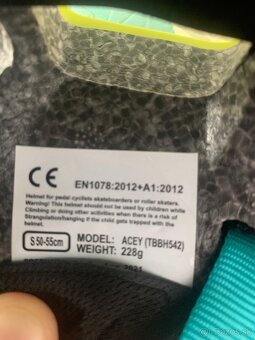 CE EN1078:2012+A1:2012
Helmet for pedal cyclists skateboarders or roller skaters.
Warning! This helmet should not be used by children while
Climbing or doing other activities when there is a risk of
Strangulation/hanging if the child gets trapped with the
helmet.
S 50-55cm MODEL: ACEY (TBBH542)
WEIGHT: 228g
2021